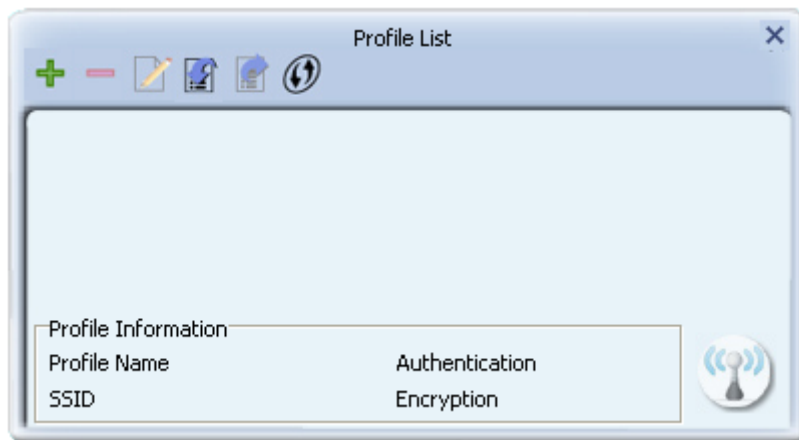 Profile List
Profile Information
Profile Name Authentication
SSID Encryption